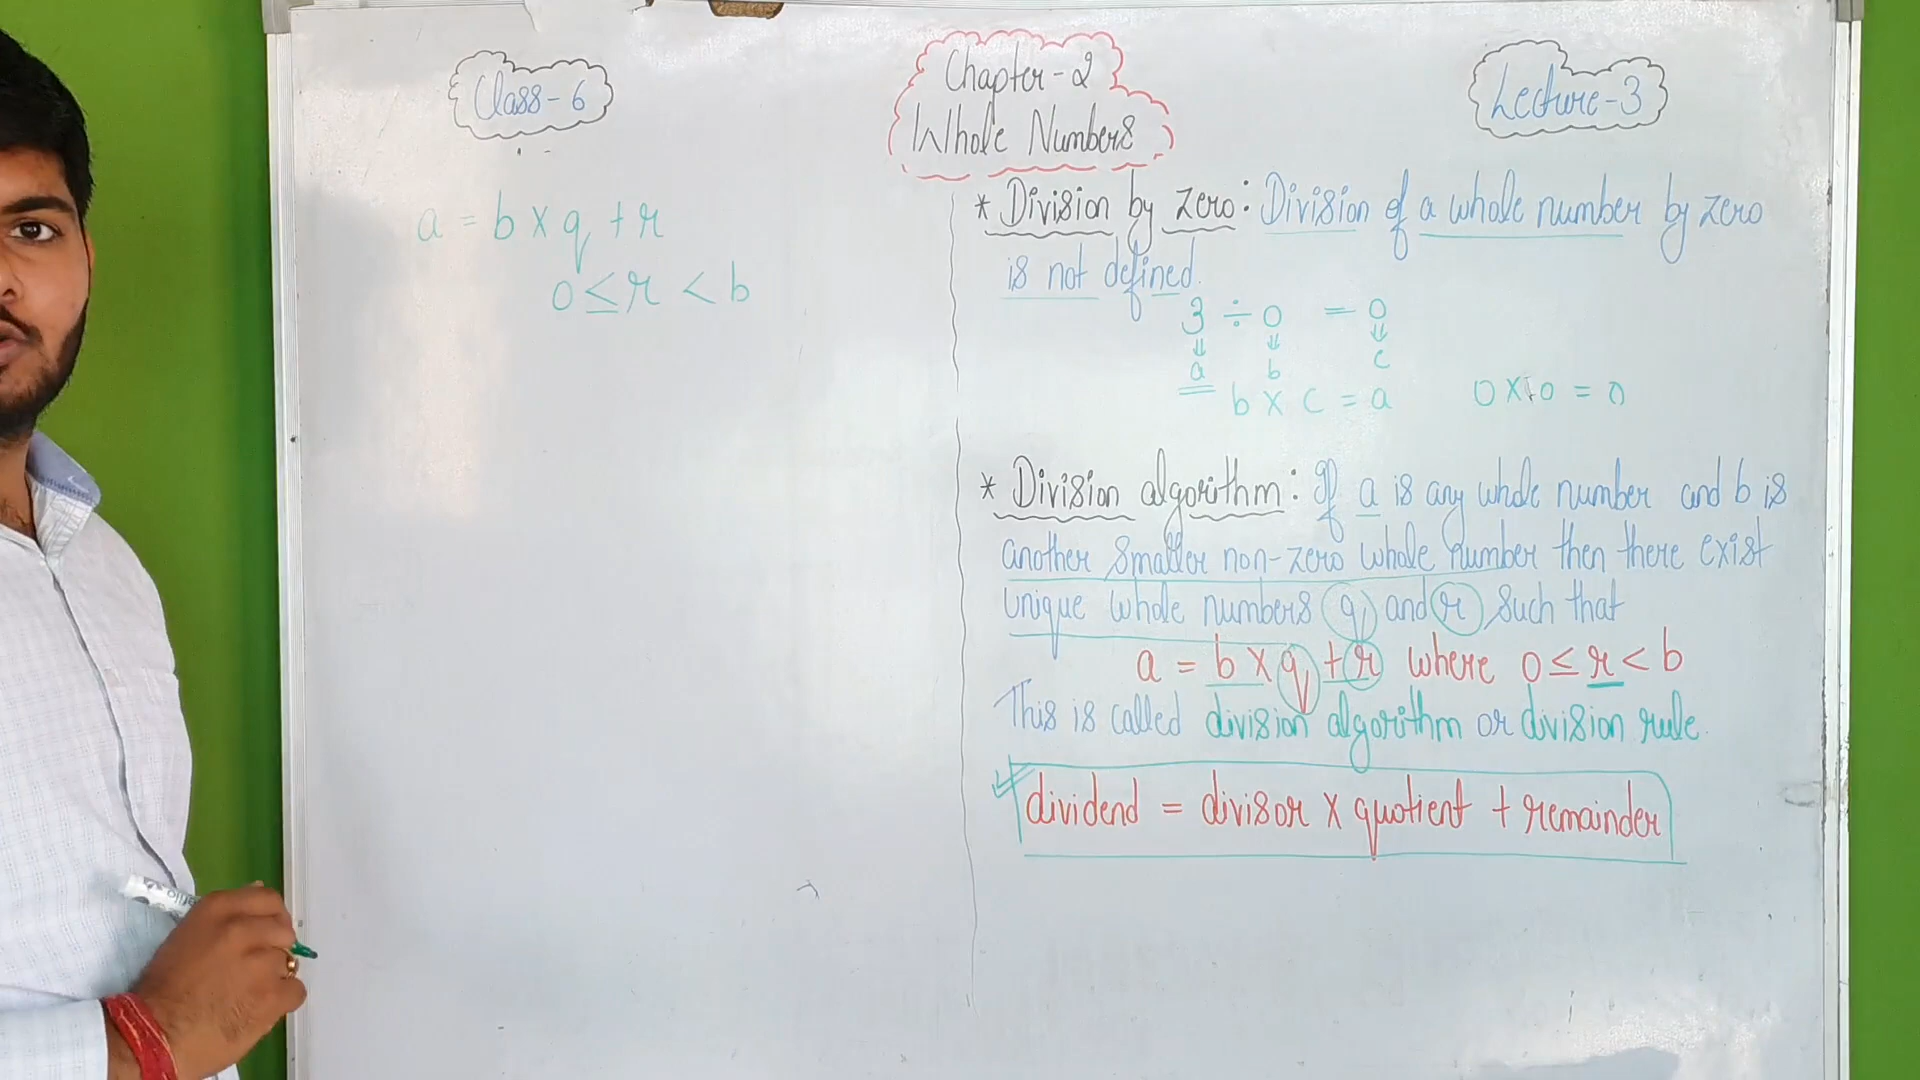 Class-6
Chapter-2
Whole Numbers
Lecture-3
a = b x q + r
0 ≤ r < b
* Division by zero: Division of a whole number by zero
is not defined.
3 ÷ 0 = 0
⇓ ⇓ ⇓
a b c
b x c = a 0 x 0 = 0
* Division algorithm: If a is any whole number and b is
another smaller non-zero whole number then there exist
unique whole numbers q and r such that
a = b x q + r where 0 ≤ r < b
This is called division algorithm or division rule.
dividend = divisor x quotient + remainder